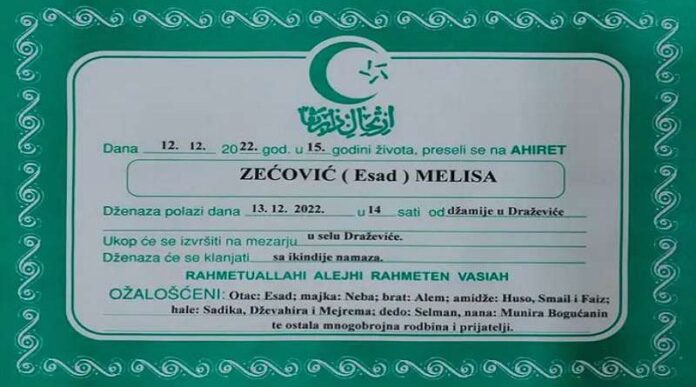 Dana 12. 12. 2022. god. u 15. godini života, preseli se na AHIRET
ZEĆOVIĆ ( Esad ) MELISA
Dženaza polazi dana 13. 12. 2022. u 14 sati od džamije u Draževiće
Ukop će se izvršiti na mezarju u selu Draževiće.
Dženaza će se klanjati sa ikindije namaza.
RAHMETUALLAHI ALEJHI RAHMETEN VASIAH
OŽALOŠĆENI: Otac: Esad; majka: Neba; brat: Alem; amidže: Huso, Smail i Faiz;
hale: Sadika, Dževahira i Mejrema; dedo: Selman, nana: Munira Bogućanin
te ostala mnogobrojna rodbina i prijatelji.